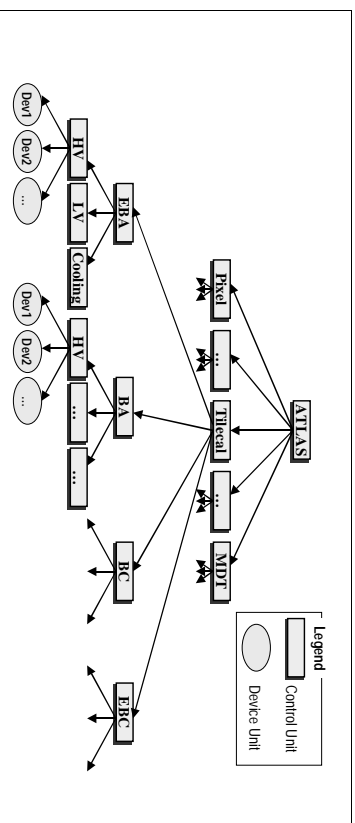 ATLAS
Pixel
...
Tilecal
...
MDT
EBA
BA
BC
EBC
HV
LV
Cooling
HV
...
...
Dev1
Dev2
...
Dev1
Dev2
...
Legend
Control Unit
Device Unit